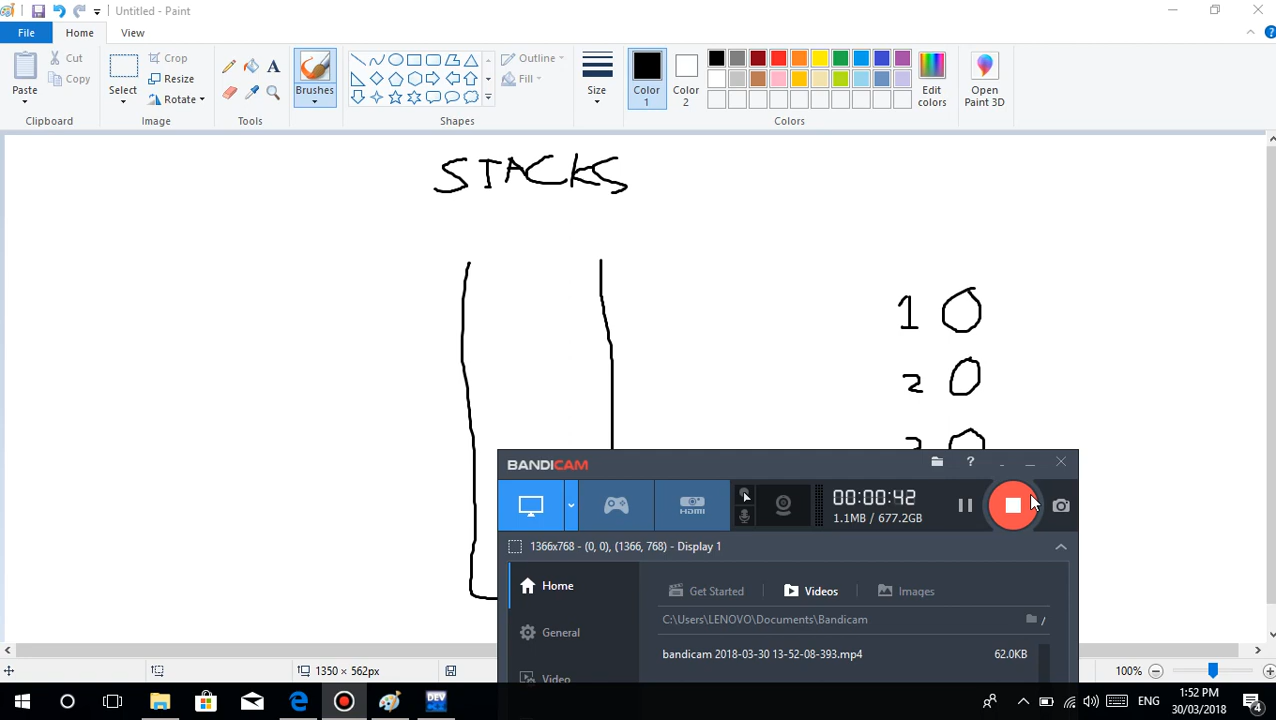 Untitled - Paint
File Home View
Paste Cut Copy
Clipboard
Select Crop Resize Rotate
Image
Tools
Brushes
Outline Fill
Shapes
Size
Color 1
Color 2
Edit colors
Open Paint 3D
Colors
STACKS
1
2
BANDICAM
HDMI
00:00:42
1.1MB / 677.2GB
1366x768 - (0, 0), (1366, 768) - Display 1
Home
Get Started Videos Images
C:\Users\LENOVO\Documents\Bandicam
/
General
bandicam 2018-03-30 13-52-08-393.mp4 62.0KB
Video
1350 × 562px
100%
DEV
ENG
1:52 PM
30/03/2018
4